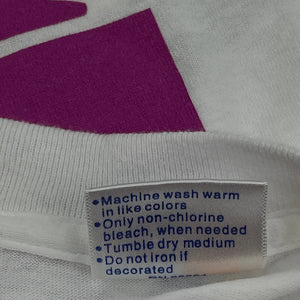 •Machine wash warm
in like colors
•Only non-chlorine
bleach, when needed
•Tumble dry medium
•Do not iron if
decorated